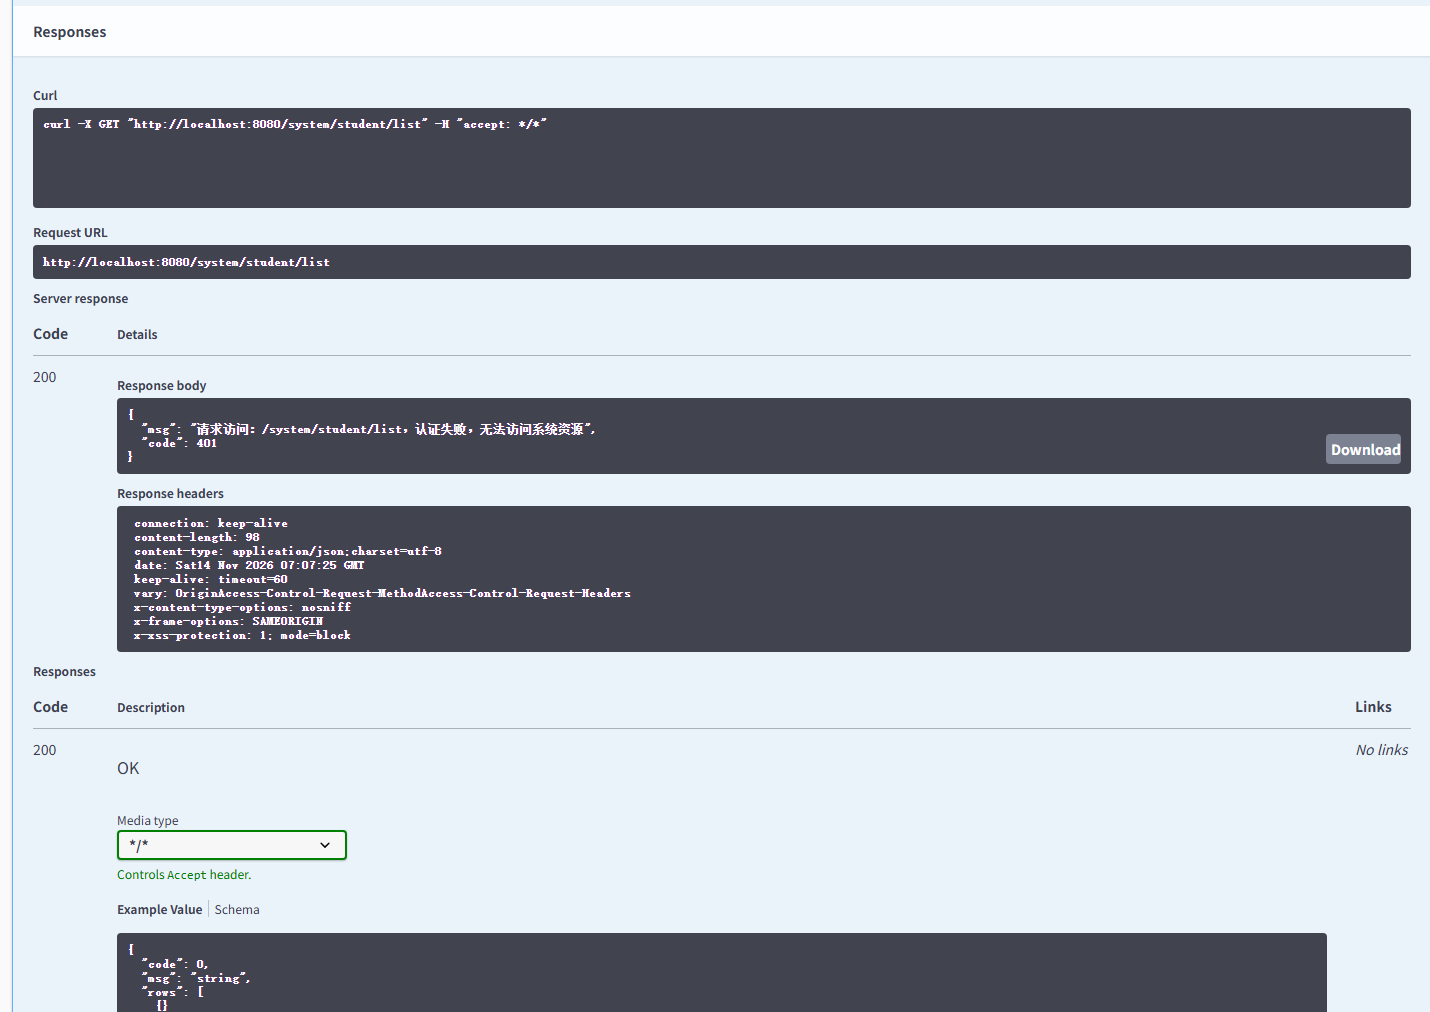 Responses
Curl
curl -X GET "http://localhost:8080/system/student/list" -H "accept: */*"
Request URL
http://localhost:8080/system/student/list
Server response
Code Details
200
Response body
{
"msg": "请求访问：/system/student/list，认证失败，无法访问系统资源",
"code": 401
}
Download
Response headers
connection: keep-alive
content-length: 98
content-type: application/json;charset=utf-8
date: Sat14 Nov 2026 07:07:25 GMT
keep-alive: timeout=60
vary: OriginAccess-Control-Request-MethodAccess-Control-Request-Headers
x-content-type-options: nosniff
x-frame-options: SAMEORIGIN
x-xss-protection: 1; mode=block
Responses
Code Description Links
200 No links
OK
Media type
*/*
Controls Accept header.
Example Value Schema
{
"code": 0,
"msg": "string",
"rows": [
{}